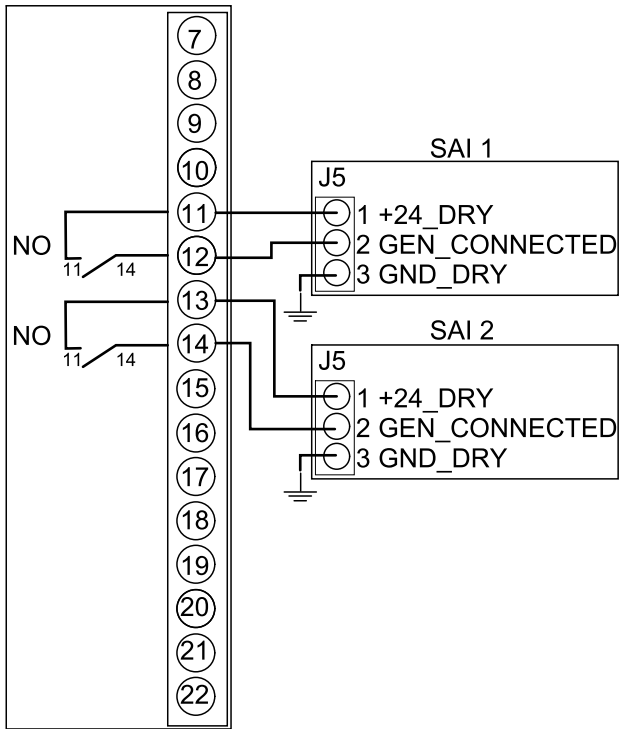 7
8
9
10
11
12
13
14
15
16
17
18
19
20
21
22
NO
11 14
NO
11 14
SAI 1
J5
1 +24_DRY
2 GEN_CONNECTED
3 GND_DRY
SAI 2
J5
1 +24_DRY
2 GEN_CONNECTED
3 GND_DRY